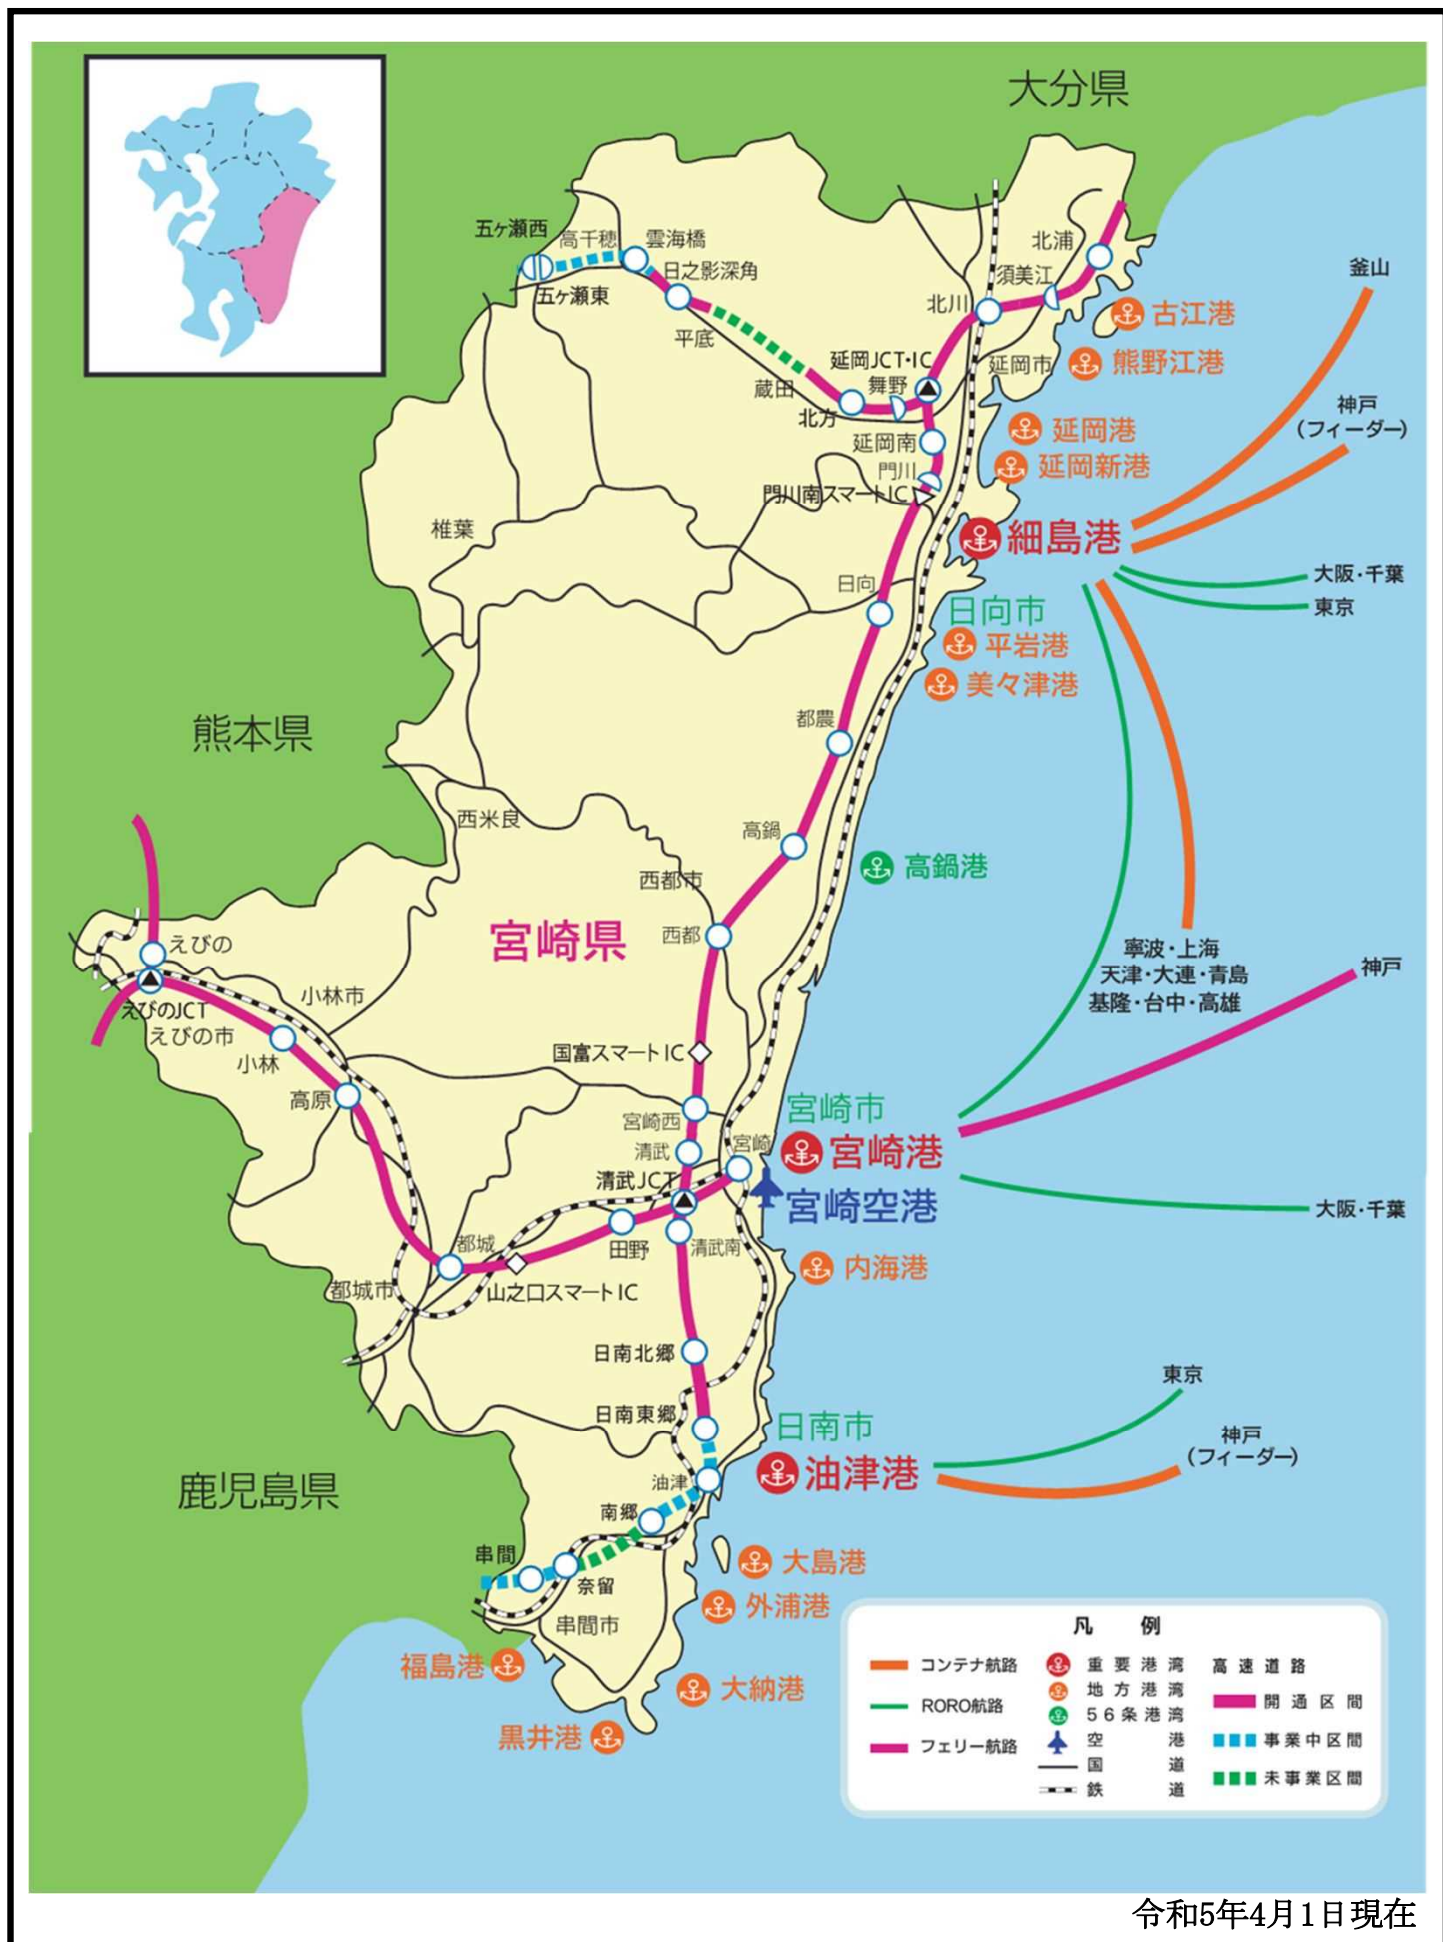 大分県
五ヶ瀬西
高千穂
雲海橋
日之影深角
五ヶ瀬東
平底
蔵田
北方
舞野
延岡JCT・IC
北川
須美江
北浦
延岡市
延岡南
門川
門川南スマートIC
古江港
熊野江港
延岡港
延岡新港
釜山
神戸
(フィーダー)
細島港
大阪・千葉
東京
椎葉
日向
日向市
平岩港
美々津港
都農
熊本県
西米良
高鍋
高鍋港
西都市
宮崎県
西都
えびの
えびのJCT
えびの市
小林市
小林
高原
寧波・上海
天津・大連・青島
基隆・台中・高雄
神戸
国富スマートIC
宮崎西
清武
清武JCT
宮崎
宮崎市
宮崎港
宮崎空港
大阪・千葉
都城
田野
清武南
都城市
山之口スマートIC
内海港
日南北郷
日南東郷
日南市
油津
油津港
東京
神戸
(フィーダー)
鹿児島県
南郷
串間
奈留
串間市
大島港
外浦港
福島港
大納港
黒井港
凡 例
コンテナ航路
RORO航路
フェリー航路
重要港湾
地方港湾
56条港湾
空 港
国 道
鉄 道
高速道路
開通区間
事業中区間
未事業区間
令和5年4月1日現在